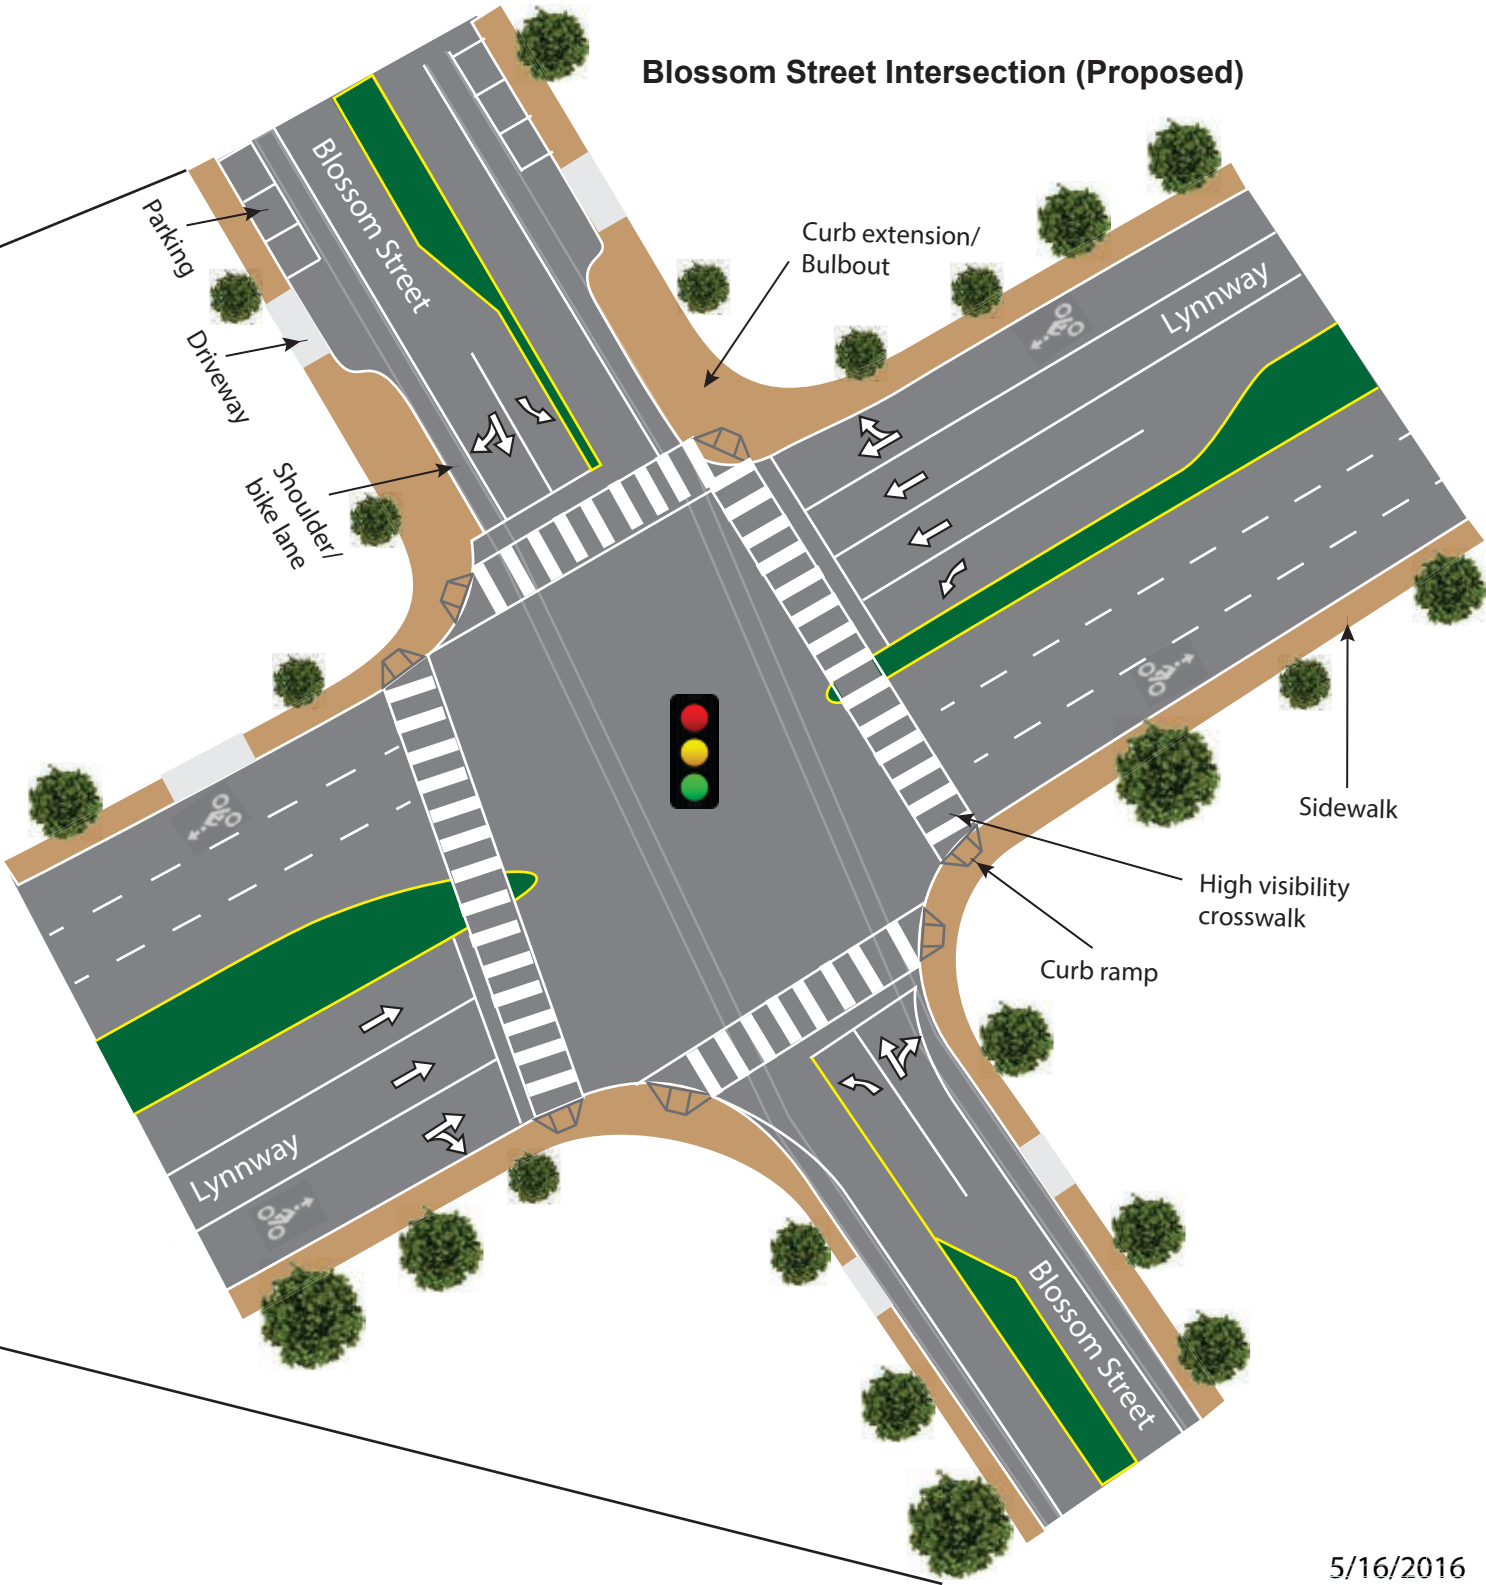 Blossom Street Intersection (Proposed)
Blossom Street
Parking
Curb extension/
Bulbout
Lynnway
Driveway
Shoulder/
bike lane
Sidewalk
High visibility
crosswalk
Curb ramp
Lynnway
Blossom Street
5/16/2016